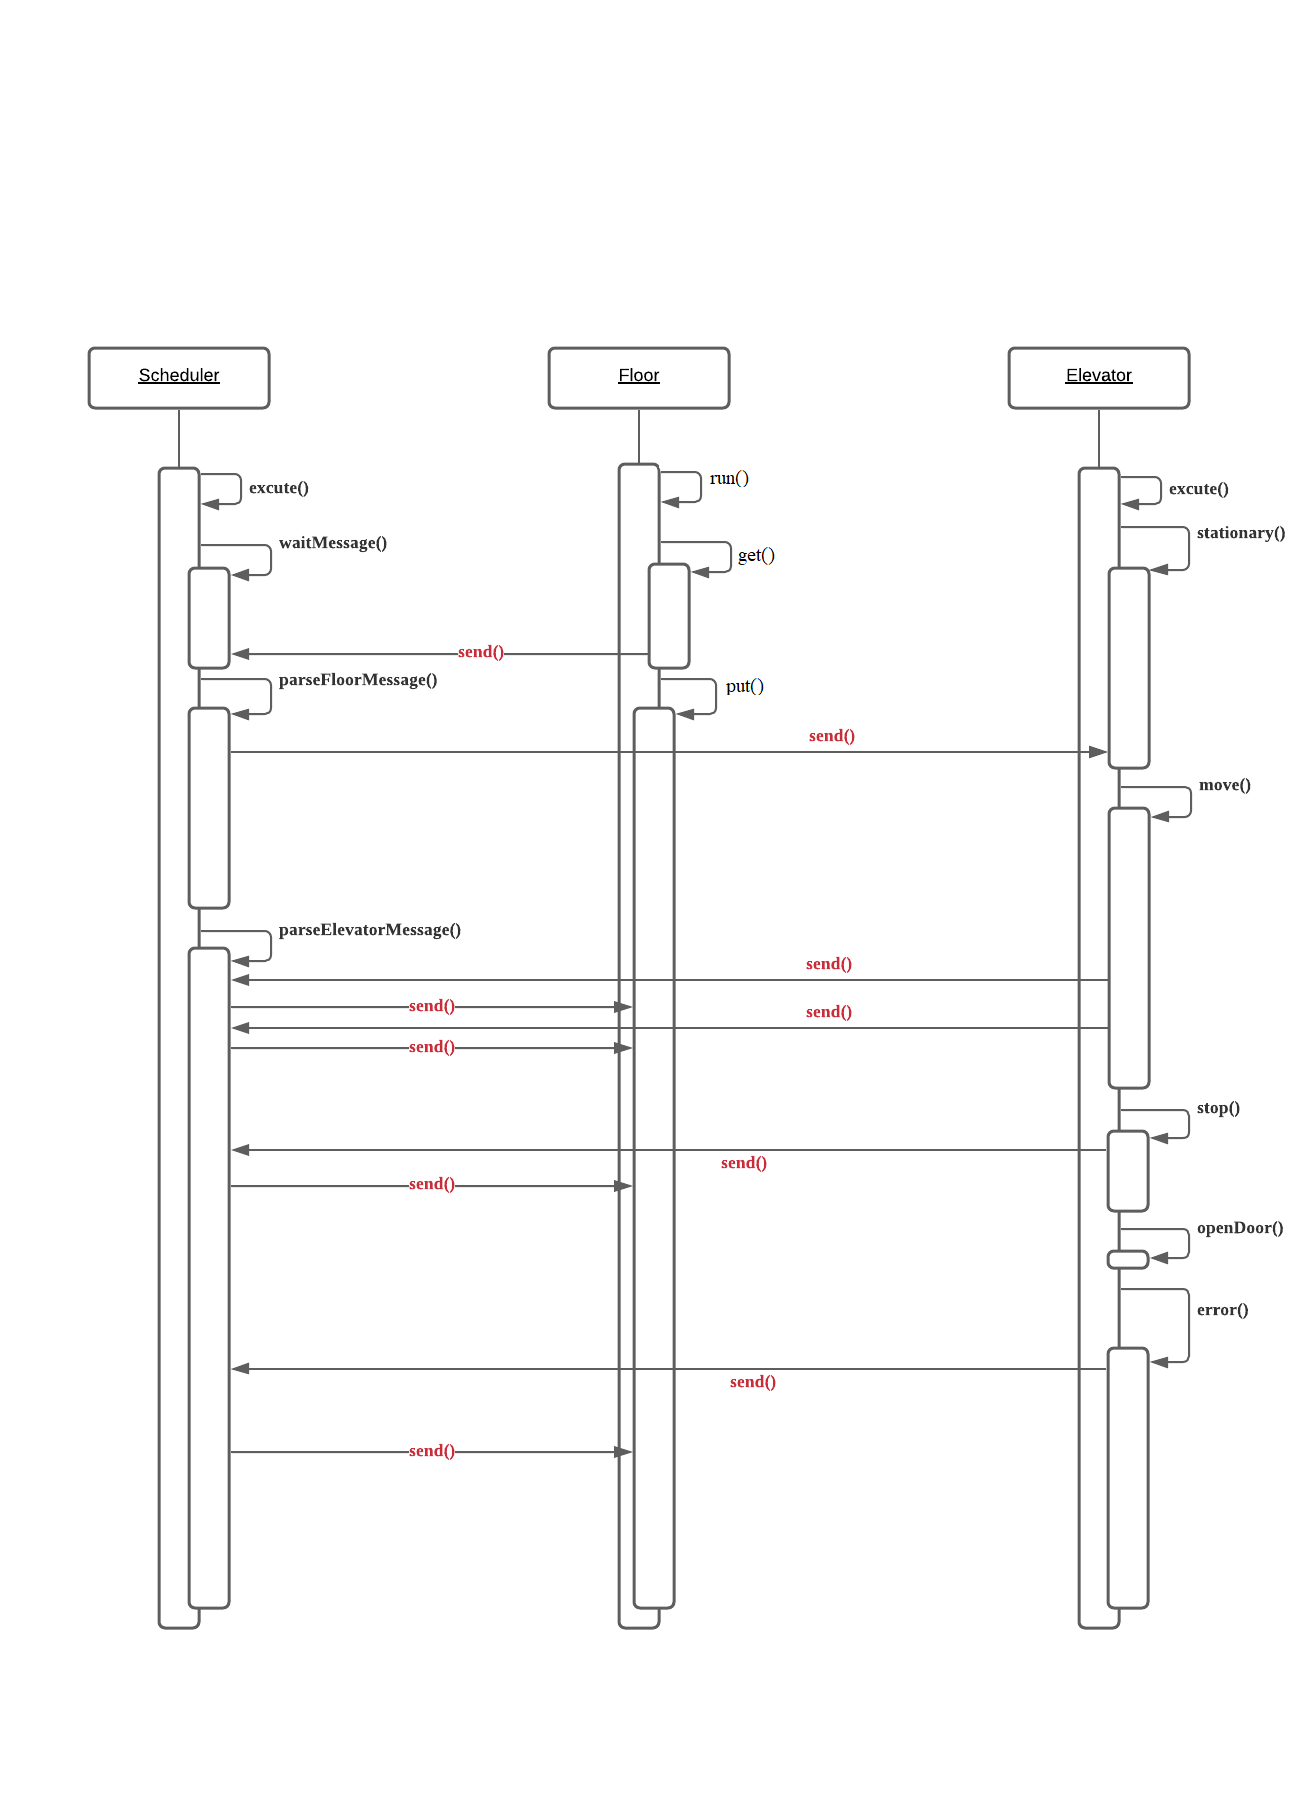 Scheduler
Floor
Elevator
run()
excute()
excute()
stationary()
waitMessage()
get()
send()
parseFloorMessage()
put()
send()
move()
parseElevatorMessage()
send()
send()
send()
send()
stop()
send()
send()
openDoor()
error()
send()
send()